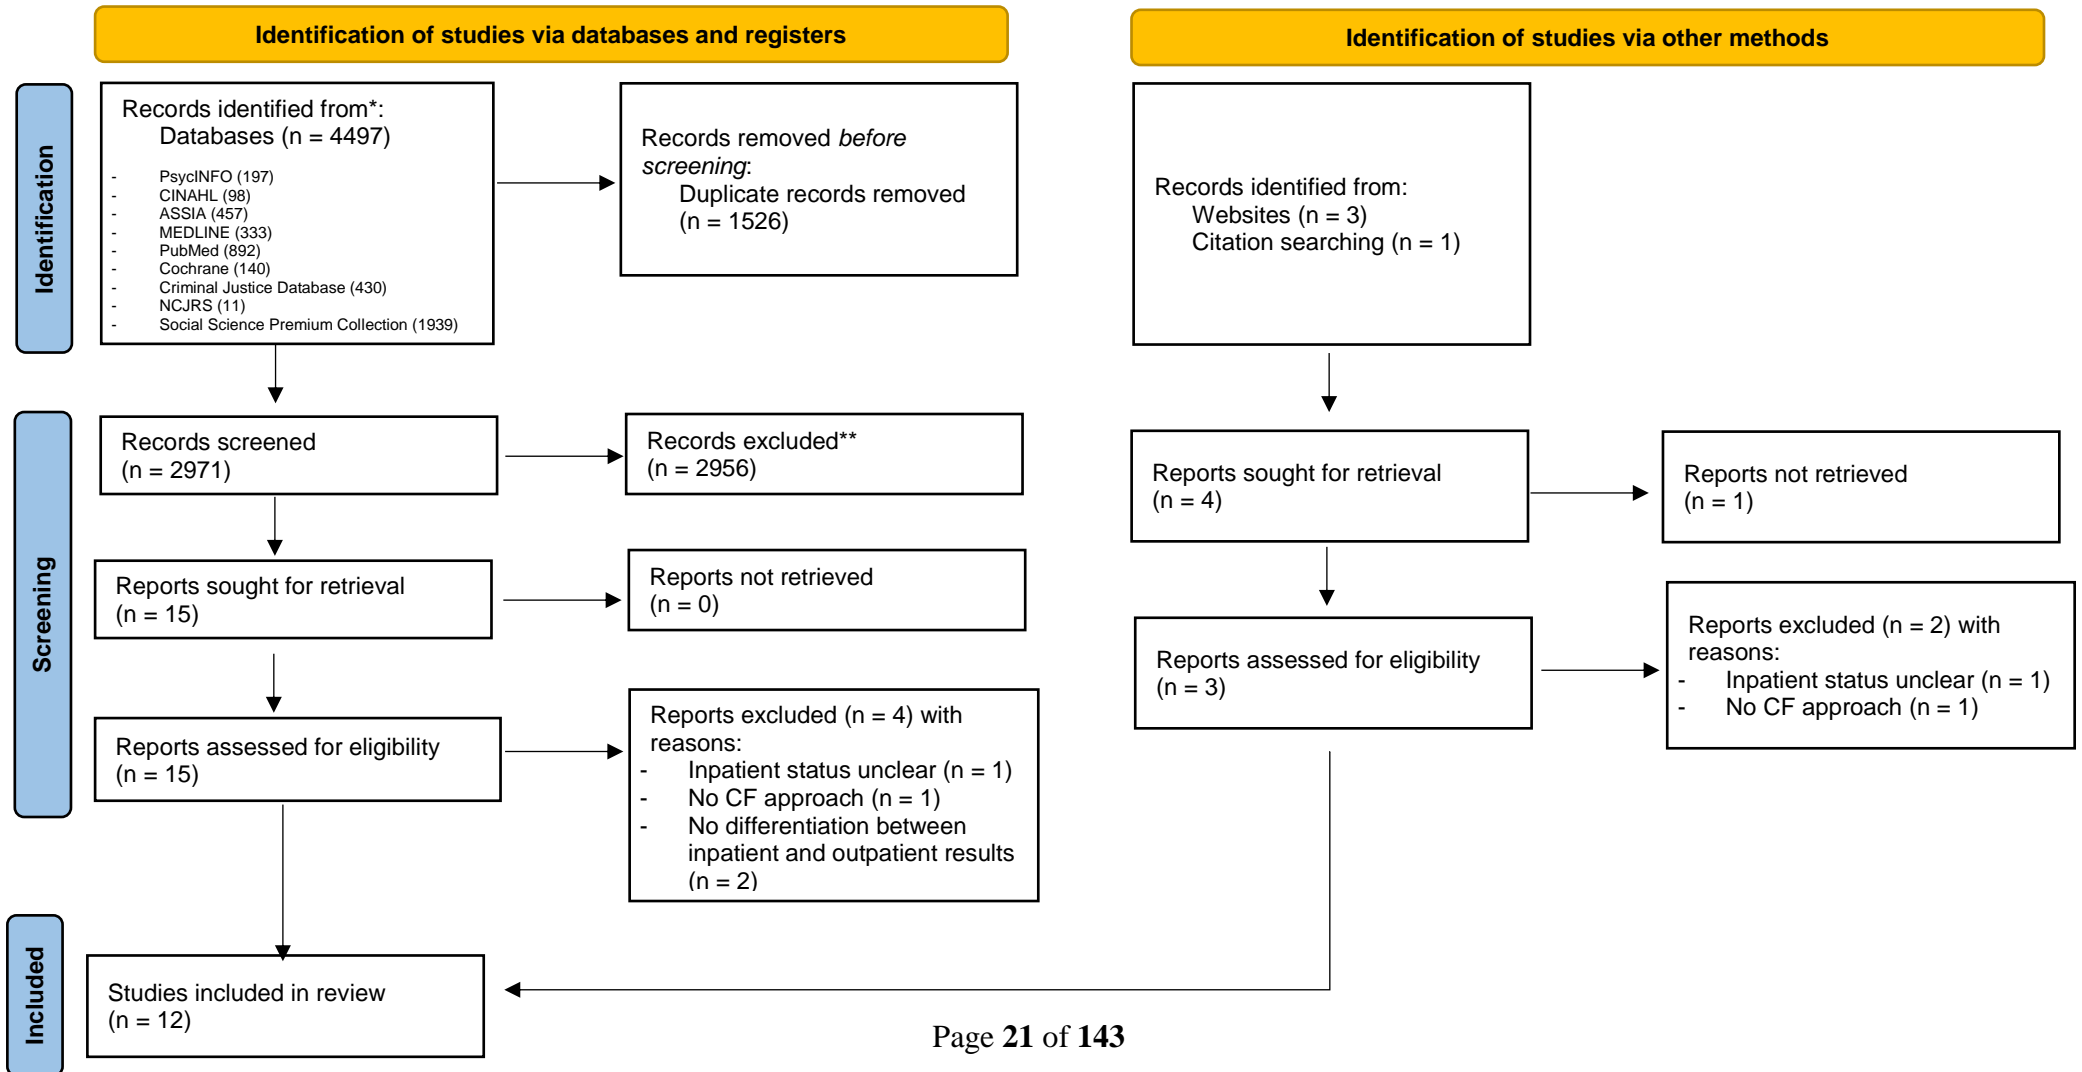 Identification of studies via databases and registers
Identification of studies via other methods
Identification
Records identified from*:
Databases (n = 4497)
- PsycINFO (197)
- CINAHL (98)
- ASSIA (457)
- MEDLINE (333)
- PubMed (892)
- Cochrane (140)
- Criminal Justice Database (430)
- NCJRS (11)
- Social Science Premium Collection (1939)
Records removed before
screening:
Duplicate records removed
(n = 1526)
Records identified from:
Websites (n = 3)
Citation searching (n = 1)
Screening
Records screened
(n = 2971)
Records excluded**
(n = 2956)
Reports sought for retrieval
(n = 4)
Reports not retrieved
(n = 1)
Reports sought for retrieval
(n = 15)
Reports not retrieved
(n = 0)
Reports assessed for eligibility
(n = 3)
Reports excluded (n = 2) with
reasons:
- Inpatient status unclear (n = 1)
- No CF approach (n = 1)
Reports assessed for eligibility
(n = 15)
Reports excluded (n = 4) with
reasons:
- Inpatient status unclear (n = 1)
- No CF approach (n = 1)
- No differentiation between
inpatient and outpatient results
(n = 2)
Included
Studies included in review
(n = 12)
Page 21 of 143